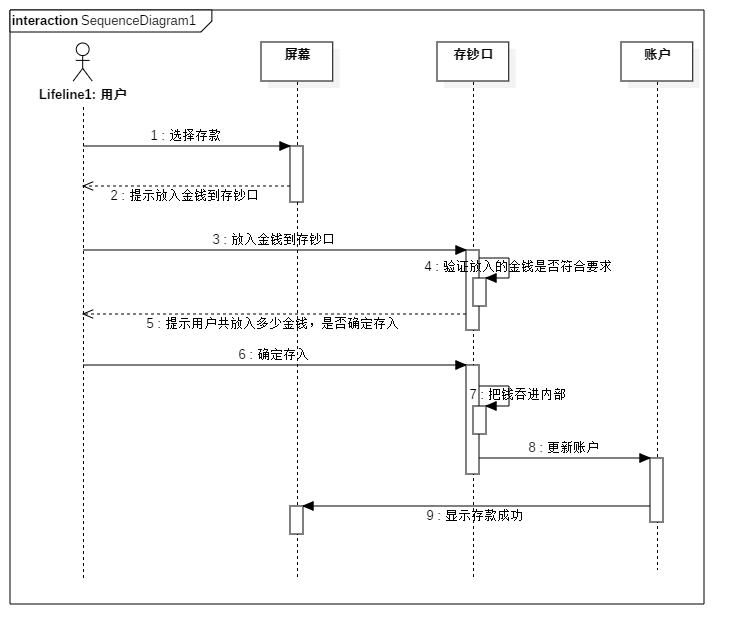 interaction SequenceDiagram1
屏幕
存钞口
账户
Lifeline1: 用户
1 : 选择存款
2 : 提示放入金钱到存钞口
3 : 放入金钱到存钞口
4 : 验证放入的金钱是否符合要求
5 : 提示用户共放入多少金钱，是否确定存入
6 : 确定存入
7 : 把钱吞进内部
8 : 更新账户
9 : 显示存款成功